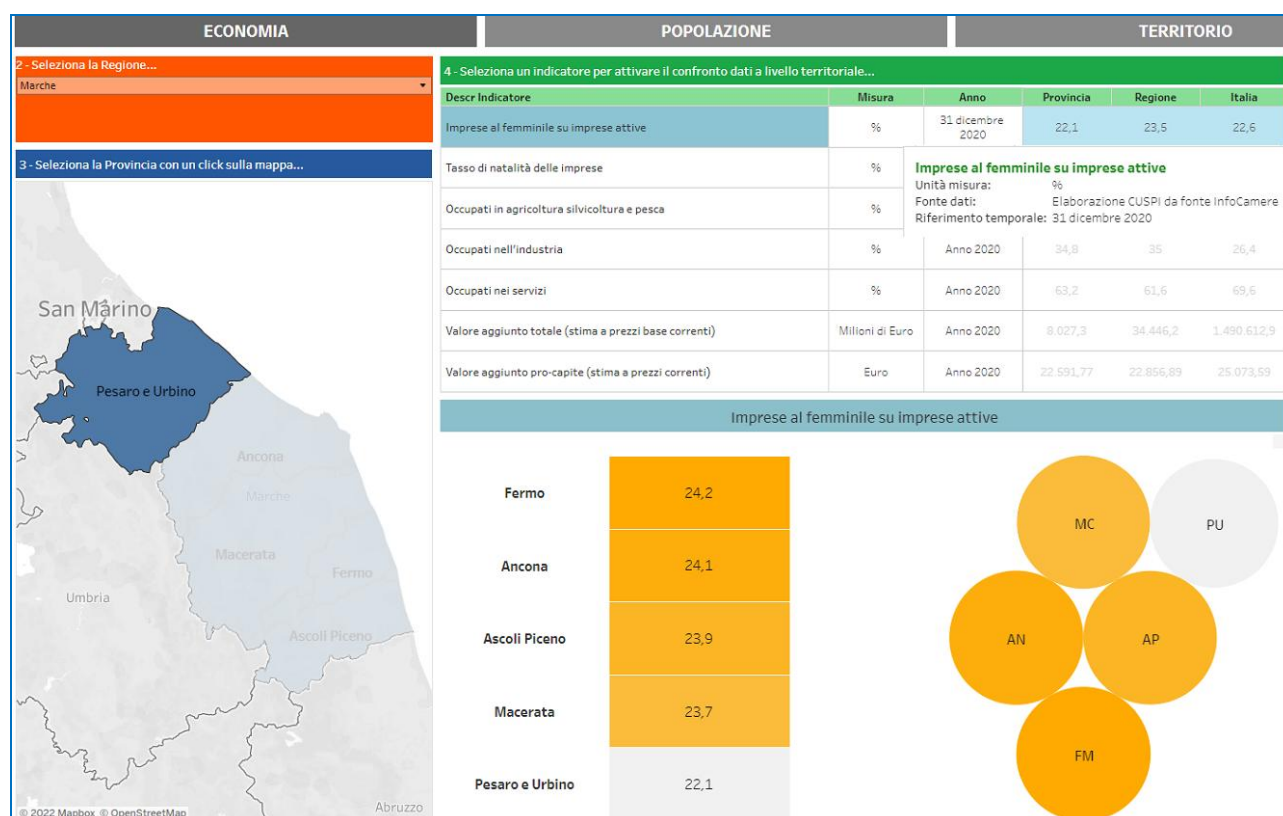 ECONOMIA
POPOLAZIONE
TERRITORIO
2 - Seleziona la Regione...
Marche
3 - Seleziona la Provincia con un click sulla mappa...
San Marino
Pesaro e Urbino
Ancona
Marche
Macerata
Fermo
Umbria
Ascoli Piceno
Abruzzo
© 2022 Mapbox © OpenStreetMap
4 - Seleziona un indicatore per attivare il confronto dati a livello territoriale...
Descr Indicatore Misura Anno Provincia Regione Italia
Imprese al femminile su imprese attive % 31 dicembre 2020 22,1 23,5 22,6
Tasso di natalità delle imprese %
Occupati in agricoltura silvicoltura e pesca %
Imprese al femminile su imprese attive
Unità misura: %
Fonte dati: Elaborazione CUSPI da fonte InfoCamere
Riferimento temporale: 31 dicembre 2020
Occupati nell'industria % Anno 2020 34,8 35 26,4
Occupati nei servizi % Anno 2020 63,2 61,6 69,6
Valore aggiunto totale (stima a prezzi base correnti) Milioni di Euro Anno 2020 8.027,3 34.446,2 1.490.612,9
Valore aggiunto pro-capite (stima a prezzi correnti) Euro Anno 2020 22.591,77 22.856,89 25.073,59
Imprese al femminile su imprese attive
Fermo 24,2
Ancona 24,1
Ascoli Piceno 23,9
Macerata 23,7
Pesaro e Urbino 22,1
MC
PU
AN
AP
FM